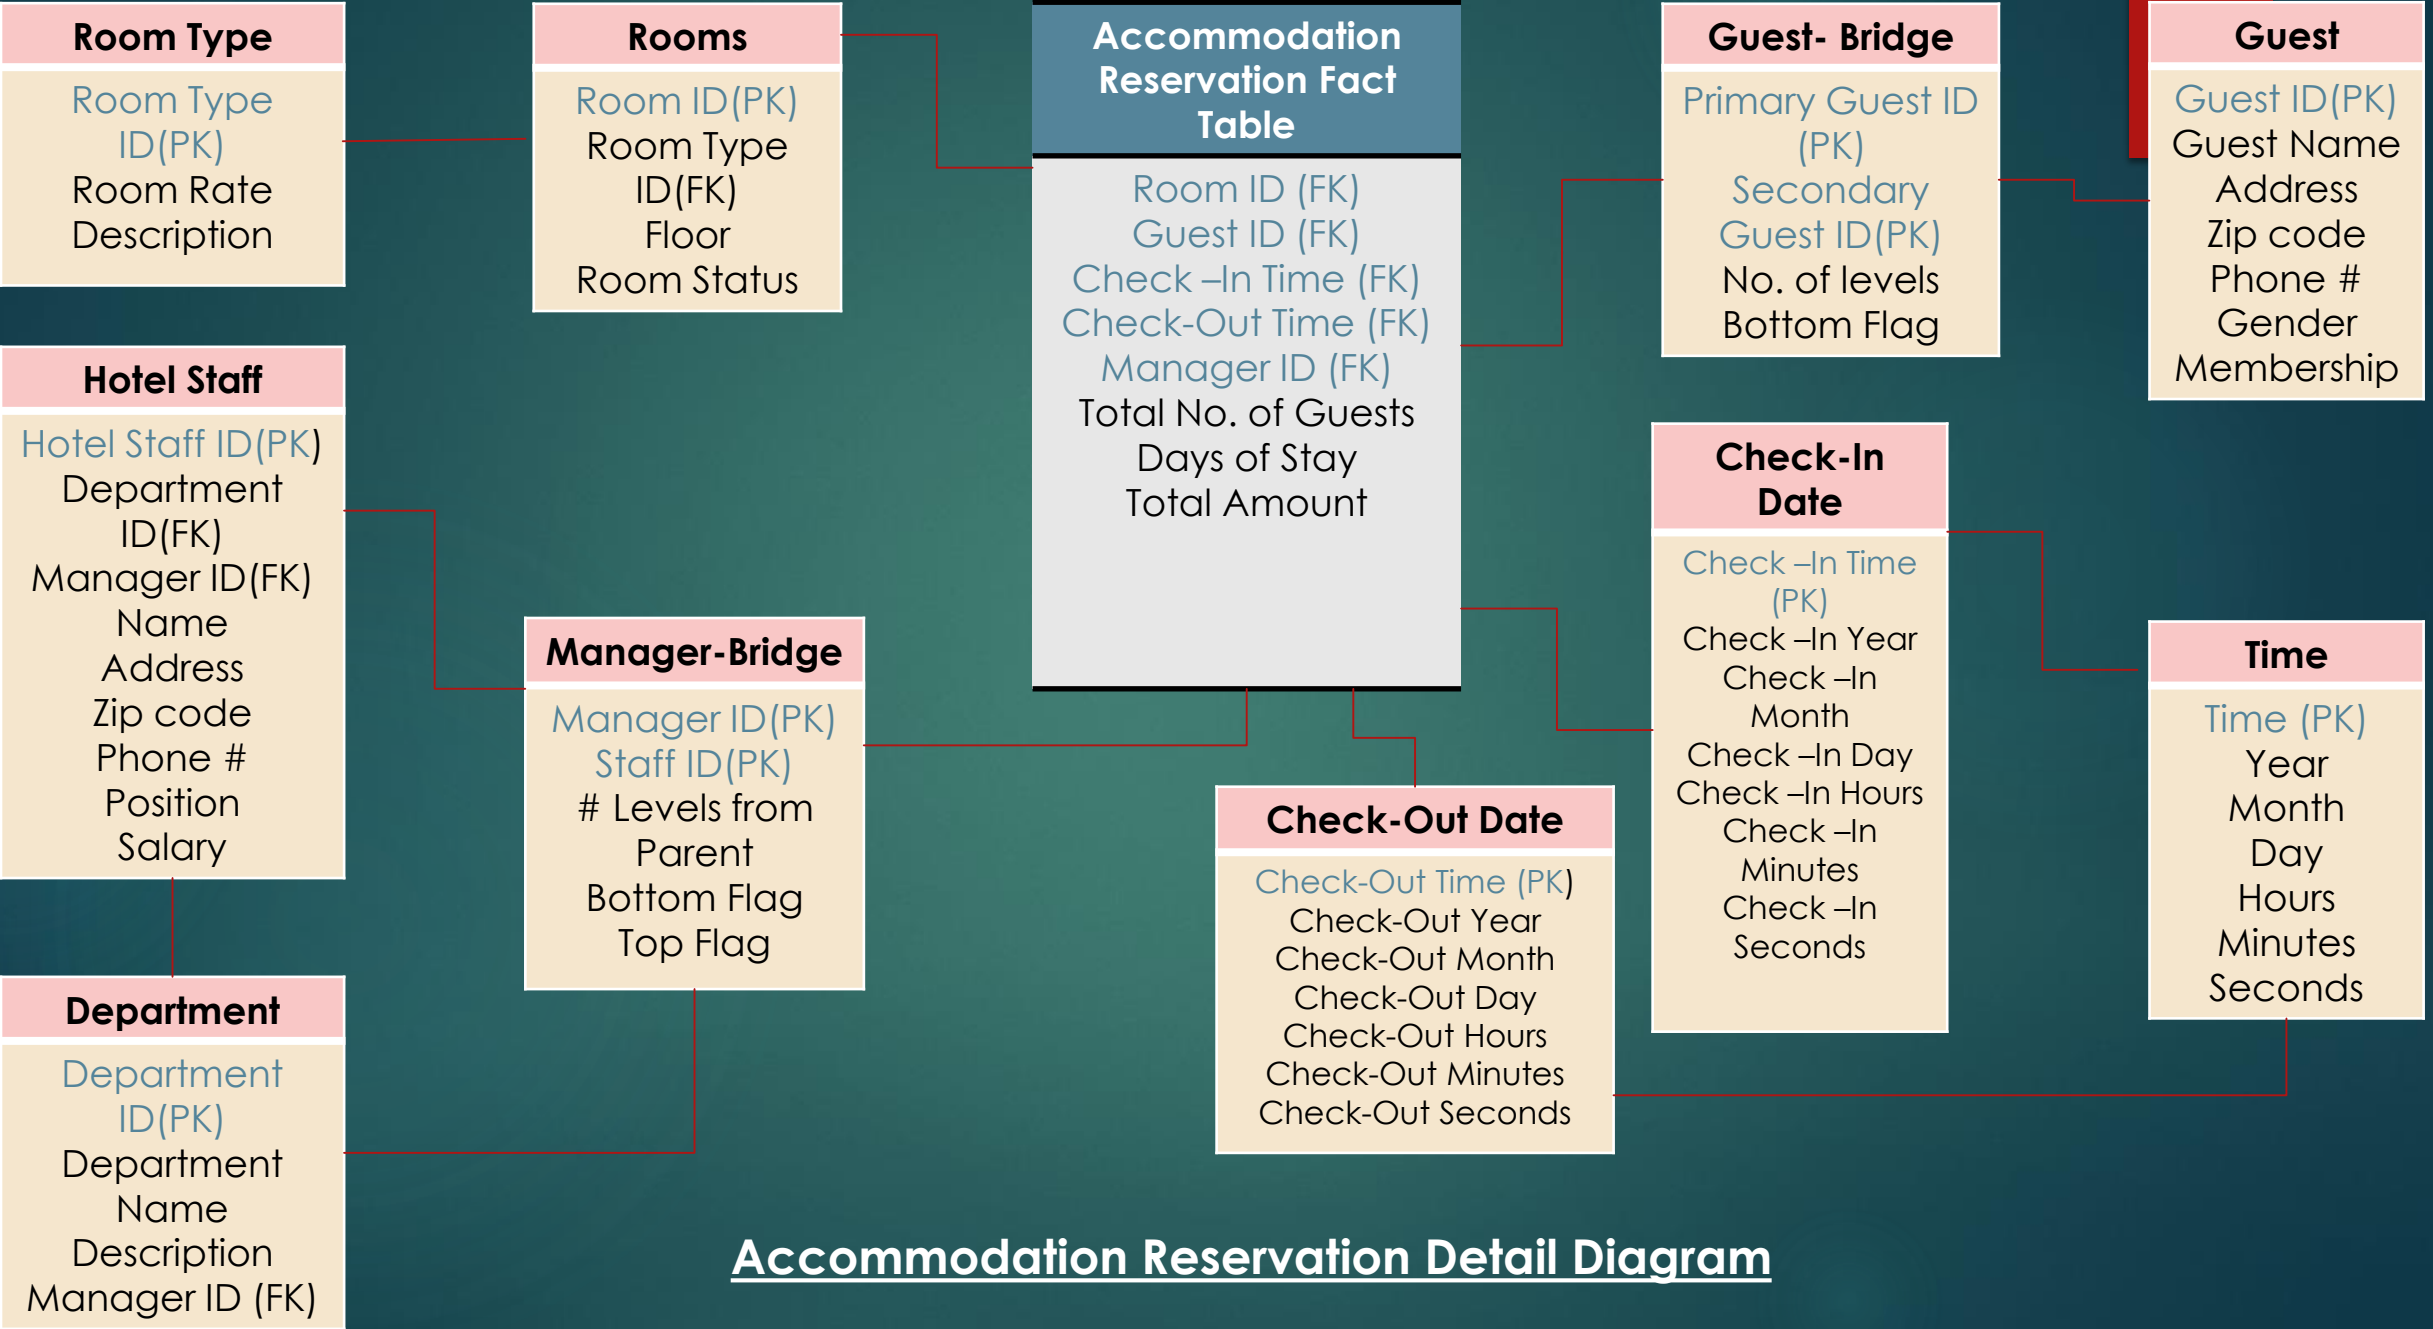 Room Type
Room Type
ID(PK)
Room Rate
Description
Rooms
Room ID(PK)
Room Type
ID(FK)
Floor
Room Status
Accommodation
Reservation Fact
Table
Room ID (FK)
Guest ID (FK)
Check –In Time (FK)
Check-Out Time (FK)
Manager ID (FK)
Total No. of Guests
Days of Stay
Total Amount
Guest- Bridge
Primary Guest ID
(PK)
Secondary
Guest ID(PK)
No. of levels
Bottom Flag
Guest
Guest ID(PK)
Guest Name
Address
Zip code
Phone #
Gender
Membership
Hotel Staff
Hotel Staff ID(PK)
Department
ID(FK)
Manager ID(FK)
Name
Address
Zip code
Phone #
Position
Salary
Manager-Bridge
Manager ID(PK)
Staff ID(PK)
# Levels from
Parent
Bottom Flag
Top Flag
Check-In
Date
Check –In Time
(PK)
Check –In Year
Check –In
Month
Check –In Day
Check –In Hours
Check –In
Minutes
Check –In
Seconds
Time
Time (PK)
Year
Month
Day
Hours
Minutes
Seconds
Check-Out Date
Check-Out Time (PK)
Check-Out Year
Check-Out Month
Check-Out Day
Check-Out Hours
Check-Out Minutes
Check-Out Seconds
Department
Department
ID(PK)
Department
Name
Description
Manager ID (FK)
Accommodation Reservation Detail Diagram